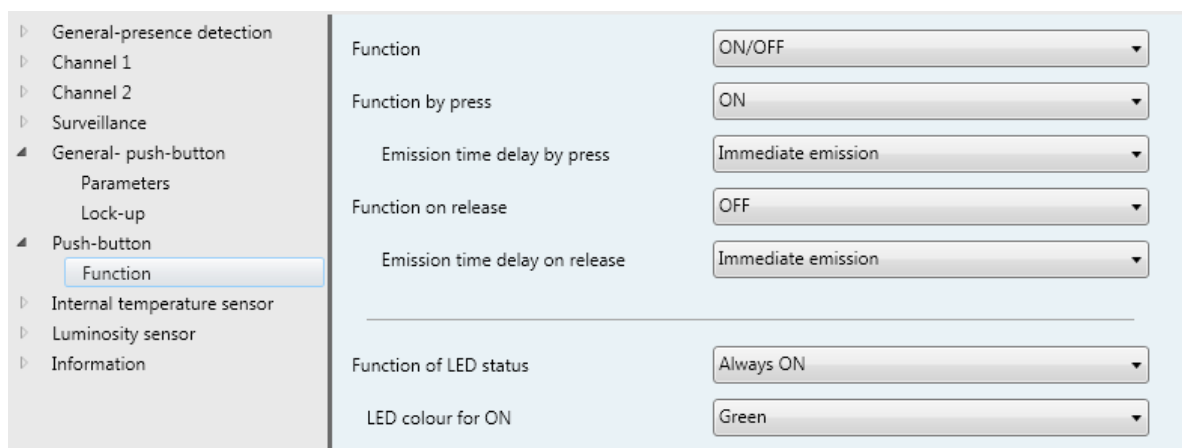 General-presence detection
Channel 1
Channel 2
Surveillance
General- push-button
Parameters
Lock-up
Push-button
Function
Internal temperature sensor
Luminosity sensor
Information
Function ON/OFF
Function by press ON
Emission time delay by press Immediate emission
Function on release OFF
Emission time delay on release Immediate emission
Function of LED status Always ON
LED colour for ON Green